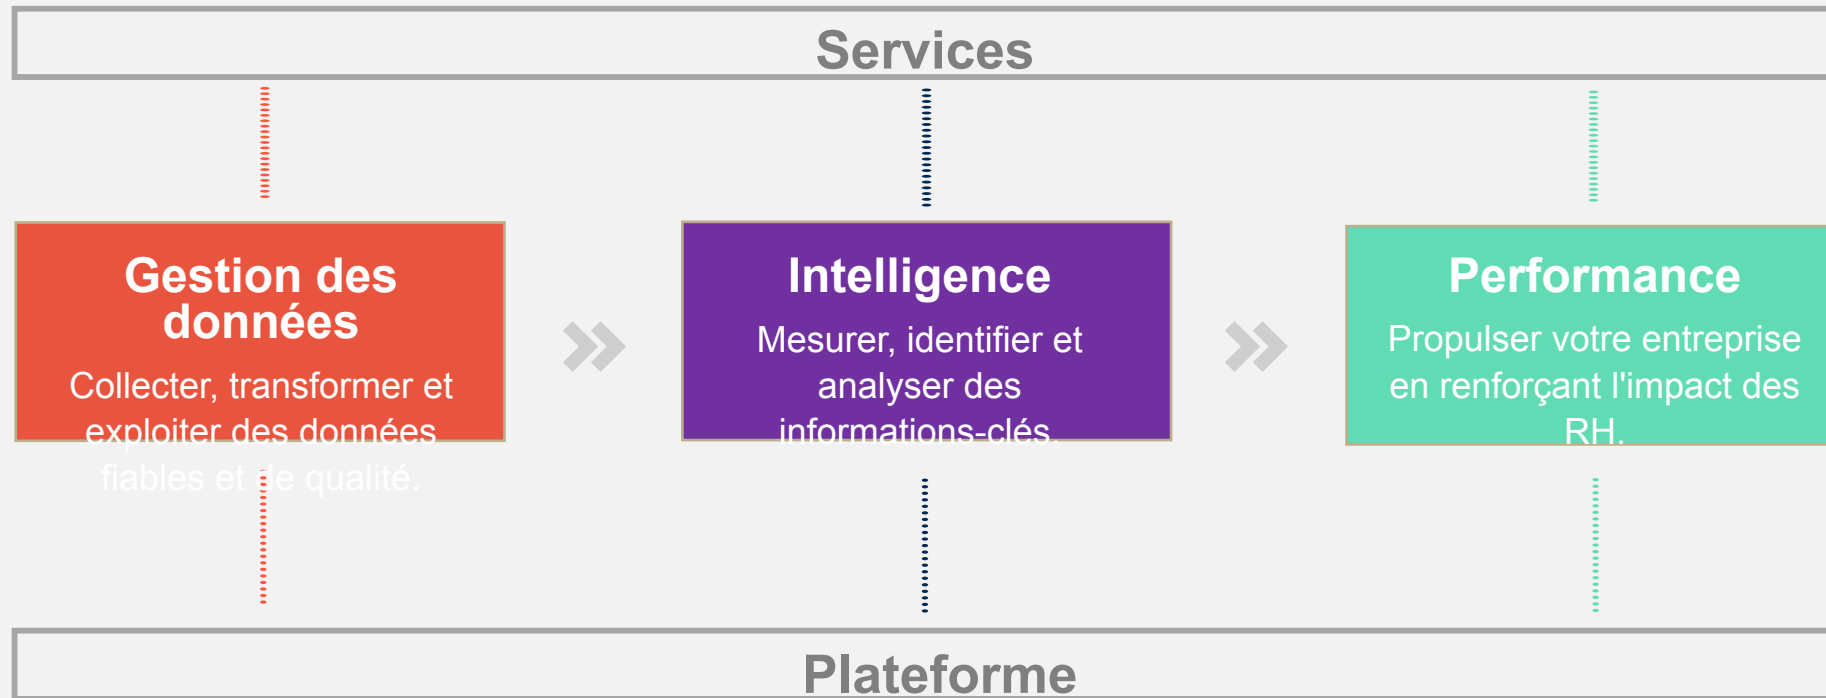 Services
Gestion des
données
Collecter, transformer et
exploiter des données
fiables et de qualité.
Intelligence
Mesurer, identifier et
analyser des
informations-clés.
Performance
Propulser votre entreprise
en renforçant l'impact des
RH.
Plateforme